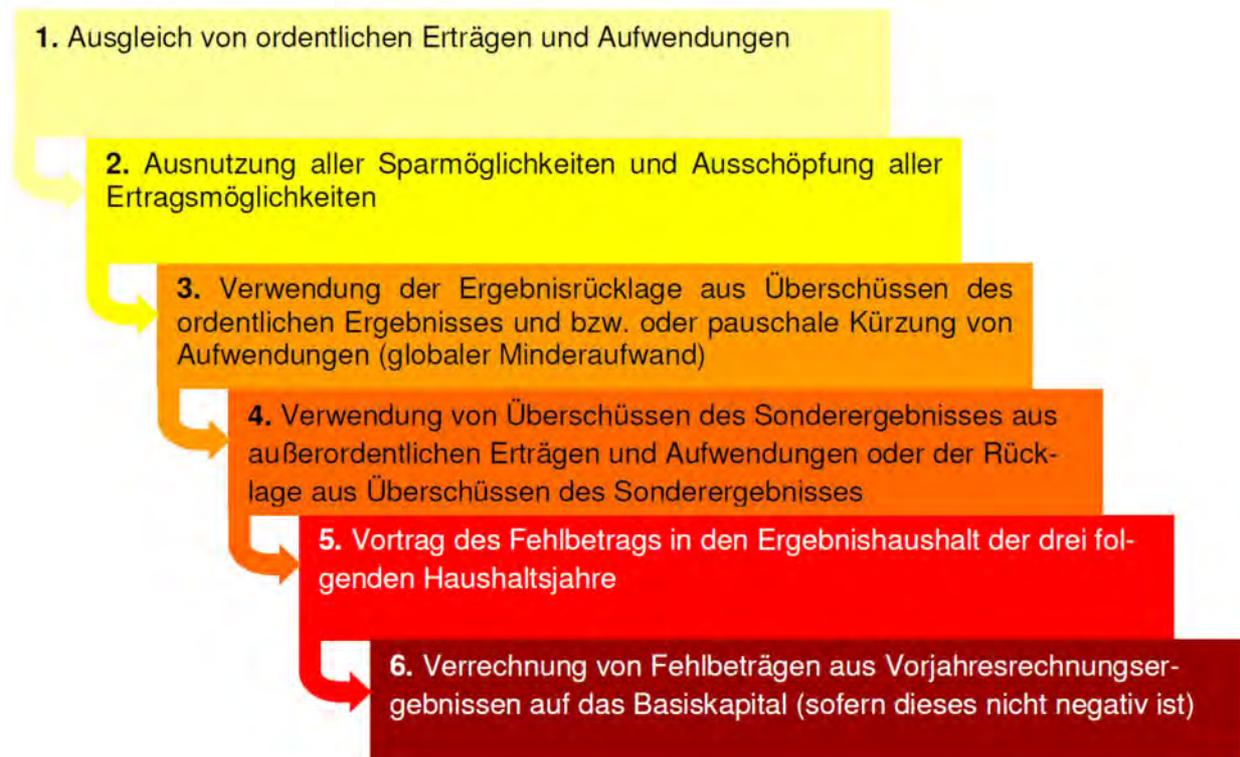 1. Ausgleich von ordentlichen Erträgen und Aufwendungen
2. Ausnutzung aller Sparmöglichkeiten und Ausschöpfung aller
Ertragsmöglichkeiten
3. Verwendung der Ergebnisrücklage aus Überschüssen des
ordentlichen Ergebnisses und bzw. oder pauschale Kürzung von
Aufwendungen (globaler Minderaufwand)
4. Verwendung von Überschüssen des Sonderergebnisses aus
außerordentlichen Erträgen und Aufwendungen oder der Rück-
lage aus Überschüssen des Sonderergebnisses
5. Vortrag des Fehlbetrags in den Ergebnishaushalt der drei fol-
genden Haushaltsjahre
6. Verrechnung von Fehlbeträgen aus Vorjahresrechnungser-
gebnissen auf das Basiskapital (sofern dieses nicht negativ ist)